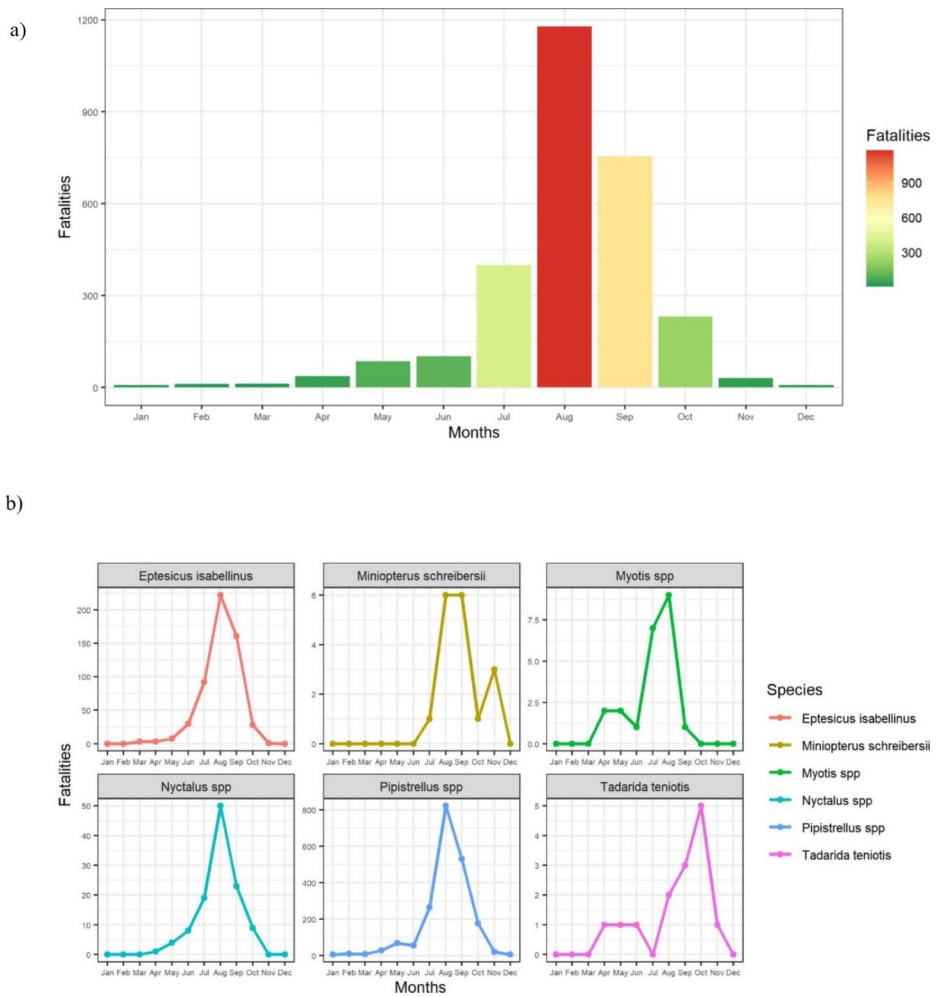 a)
1200
900
600
300
0
Fatalities
Jan Feb Mar Apr May Jun Jul Aug Sep Oct Nov Dec
Months
Fatalities
900
600
300
b)
Eptesicus isabellinus
200
150
100
50
0
Jan Feb Mar Apr May Jun Jul Aug Sep Oct Nov Dec
Miniopterus schreibersii
6
4
2
0
Jan Feb Mar Apr May Jun Jul Aug Sep Oct Nov Dec
Myotis spp
7.5
5.0
2.5
0.0
Jan Feb Mar Apr May Jun Jul Aug Sep Oct Nov Dec
Fatalities
Nyctalus spp
50
40
30
20
10
0
Jan Feb Mar Apr May Jun Jul Aug Sep Oct Nov Dec
Pipistrellus spp
800
600
400
200
0
Jan Feb Mar Apr May Jun Jul Aug Sep Oct Nov Dec
Tadarida teniotis
5
4
3
2
1
0
Jan Feb Mar Apr May Jun Jul Aug Sep Oct Nov Dec
Months
Species
Eptesicus isabellinus
Miniopterus schreibersii
Myotis spp
Nyctalus spp
Pipistrellus spp
Tadarida teniotis